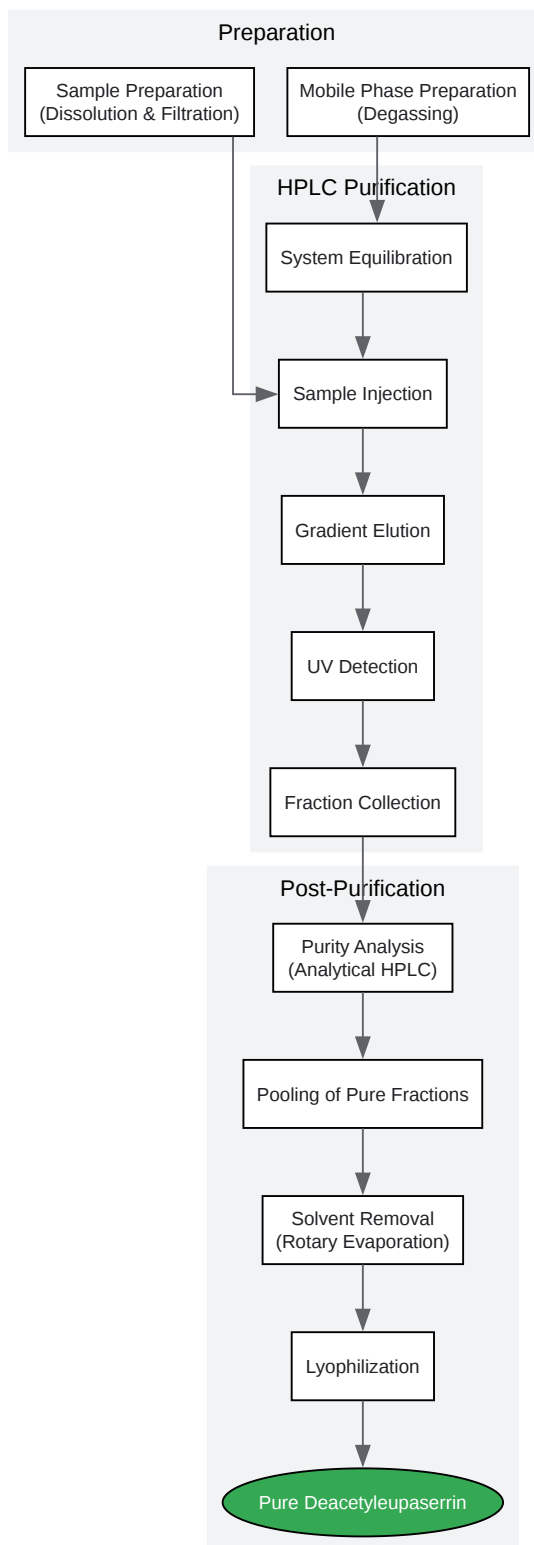 Preparation
Sample Preparation
(Dissolution & Filtration)
Mobile Phase Preparation
(Degassing)
HPLC Purification
System Equilibration
Sample Injection
Gradient Elution
UV Detection
Fraction Collection
Post-Purification
Purity Analysis
(Analytical HPLC)
Pooling of Pure Fractions
Solvent Removal
(Rotary Evaporation)
Lyophilization
Pure Deacetyleupaserrin